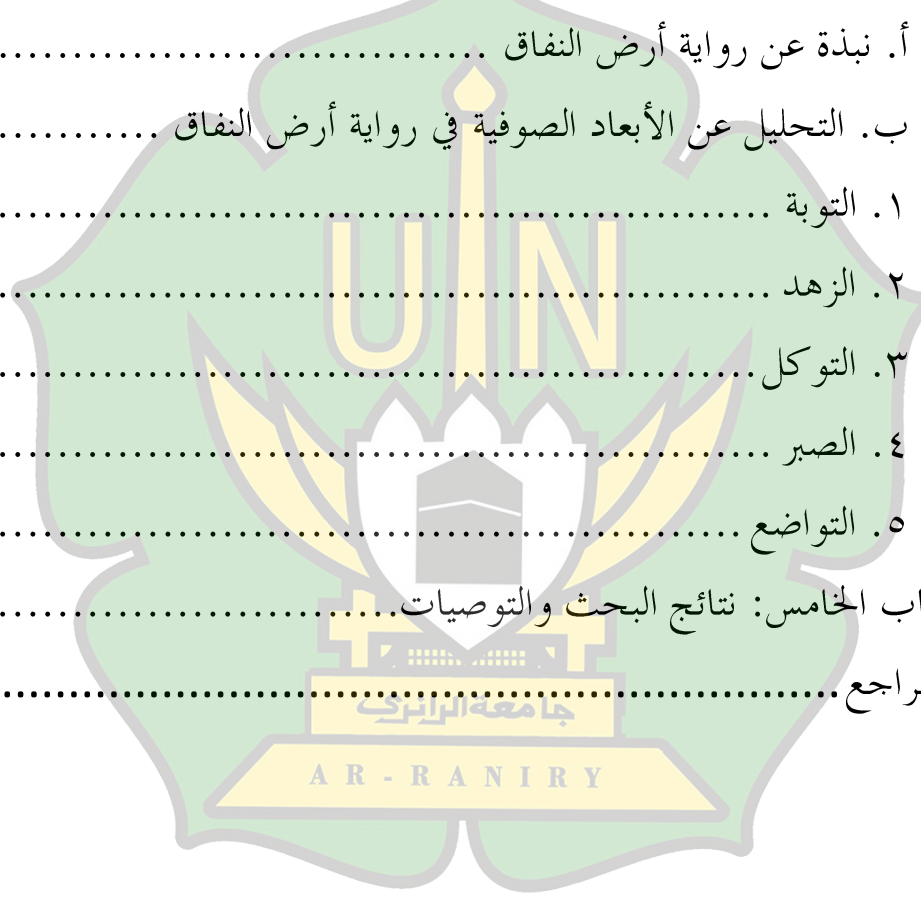 أ. نبذة عن رواية أرض النفاق ................................
ب. التحليل عن الأبعاد الصوفية في رواية أرض النفاق ...........
١. التوبة ....................................................
٢. الزهد ....................................................
٣. التوكل....................................................
٤. الصبر ....................................................
٥. التواضع ..................................................
اب الخامس: نتائج البحث والتوصيات...........................
راجع........................................................
UIN
جامعة الرانري
AR-RANIRY